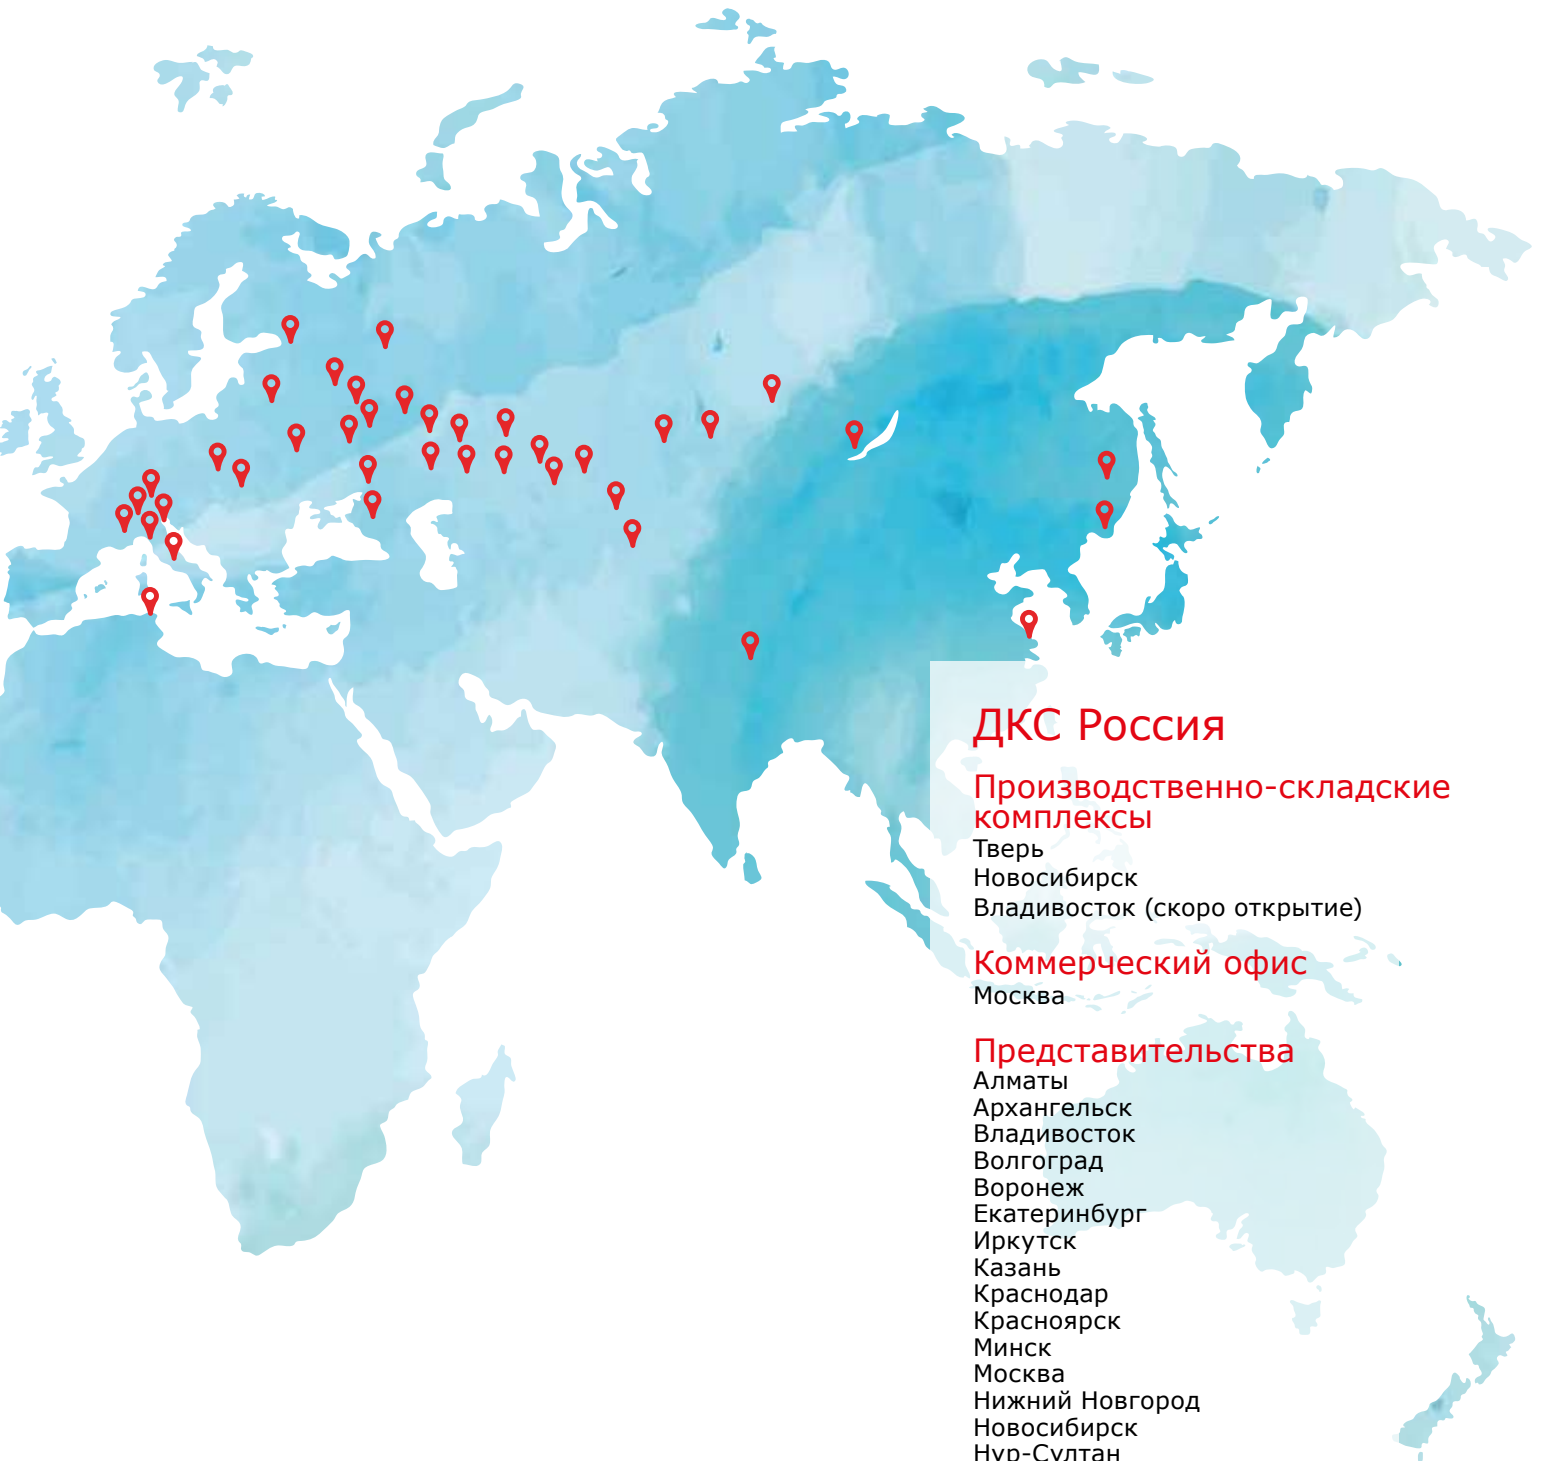 ДКС Россия
Производственно-складские
комплексы
Тверь
Новосибирск
Владивосток (скоро открытие)
Коммерческий офис
Москва
Представительства
Алматы
Архангельск
Владивосток
Волгоград
Воронеж
Екатеринбург
Иркутск
Казань
Краснодар
Красноярск
Минск
Москва
Нижний Новгород
Новосибирск
Нур-Султан